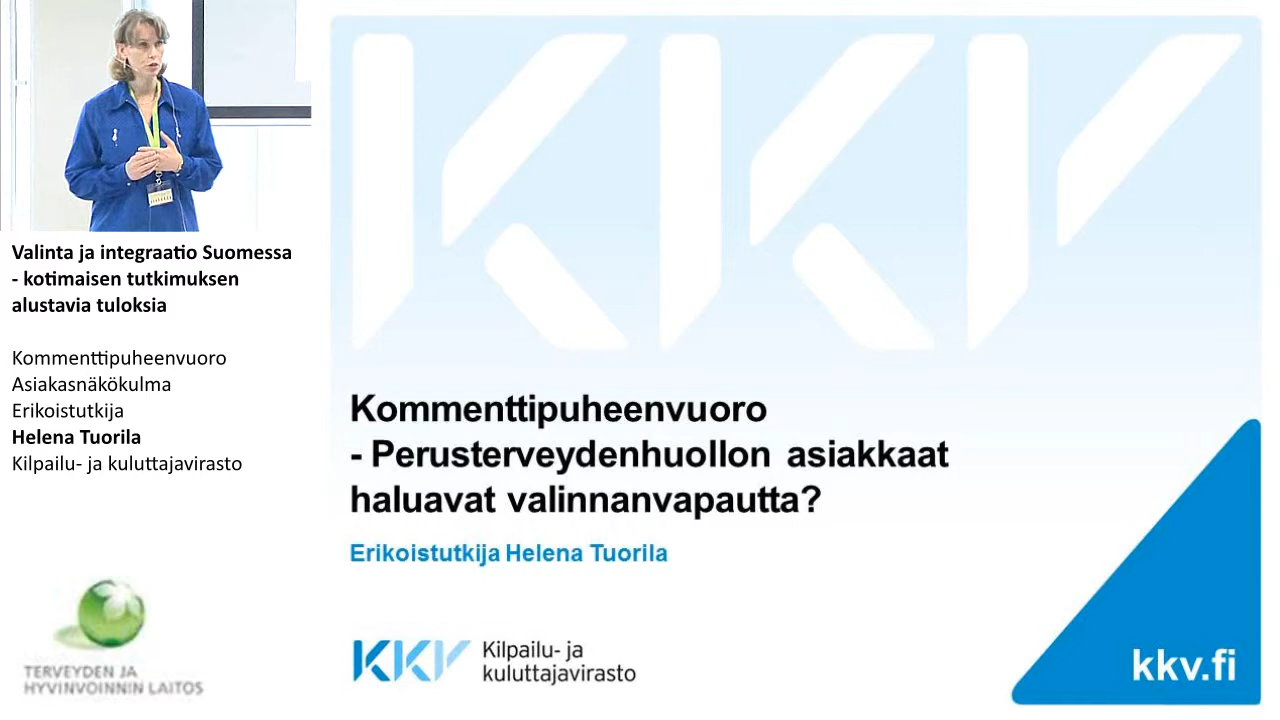 Valinta ja integraatio Suomessa
- kotimaisen tutkimuksen
alustavia tuloksia
Kommenttipuheenvuoro
Asiakasnäkökulma
Erikoistutkija
Helena Tuorila
Kilpailu- ja kuluttajavirasto
TERVEYDEN JA
HYVINVOINNIN LAITOS
KKV
Kommenttipuheenvuoro
- Perusterveydenhuollon asiakkaat
haluavat valinnanvapautta?
Erikoistutkija Helena Tuorila
KKV Kilpailu- ja
kuluttajavirasto
kkv.fi